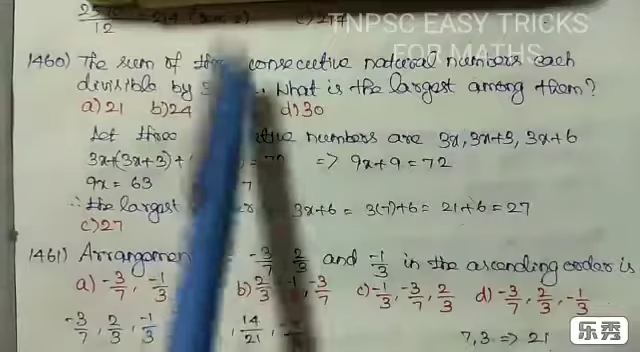 TNPSC EASY TRICKS
FOR MATHS
12 c) 214
1460) The sum of consecutive natural numbers each
divisible by What is the largest among them?
a) 21 b) 24 d) 30
Let three numbers are 3x, 3x+3, 3x+6
3x+(3x+3)+ = 72 => 9x+9 = 72
9x = 63 7
∴ the largest 3x+6 = 3(7)+6 = 21+6 = 27
c) 27
1461) Arrangement -3/7, 2/3 and -1/3 in the ascending order is
a) -3/7, -1/3 b) 2/3, -3/7 c) -1/3, -3/7, 2/3 d) -3/7, 2/3, -1/3
-3/7, 2/3, -1/3 , 14/21, 7,3 => 21
乐秀